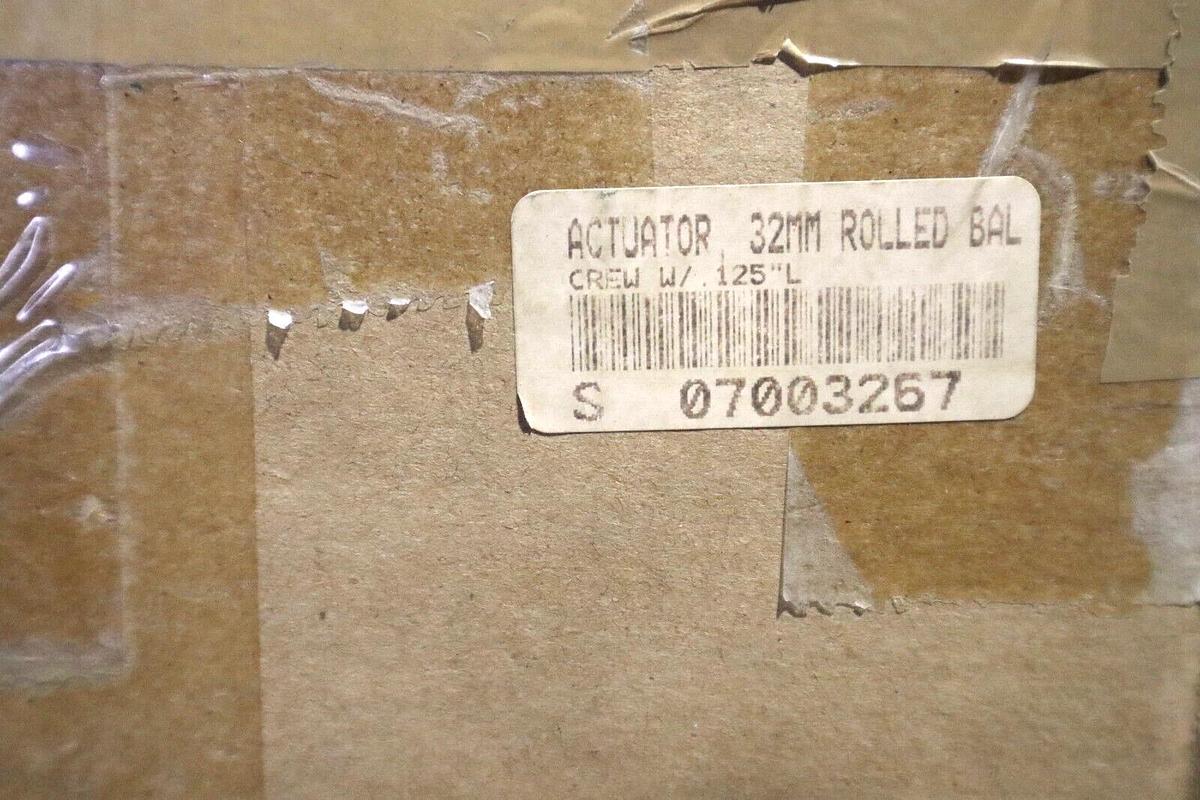 ACTUATOR, 32MM ROLLED BAL
CREW W/.125"L
S 07003267